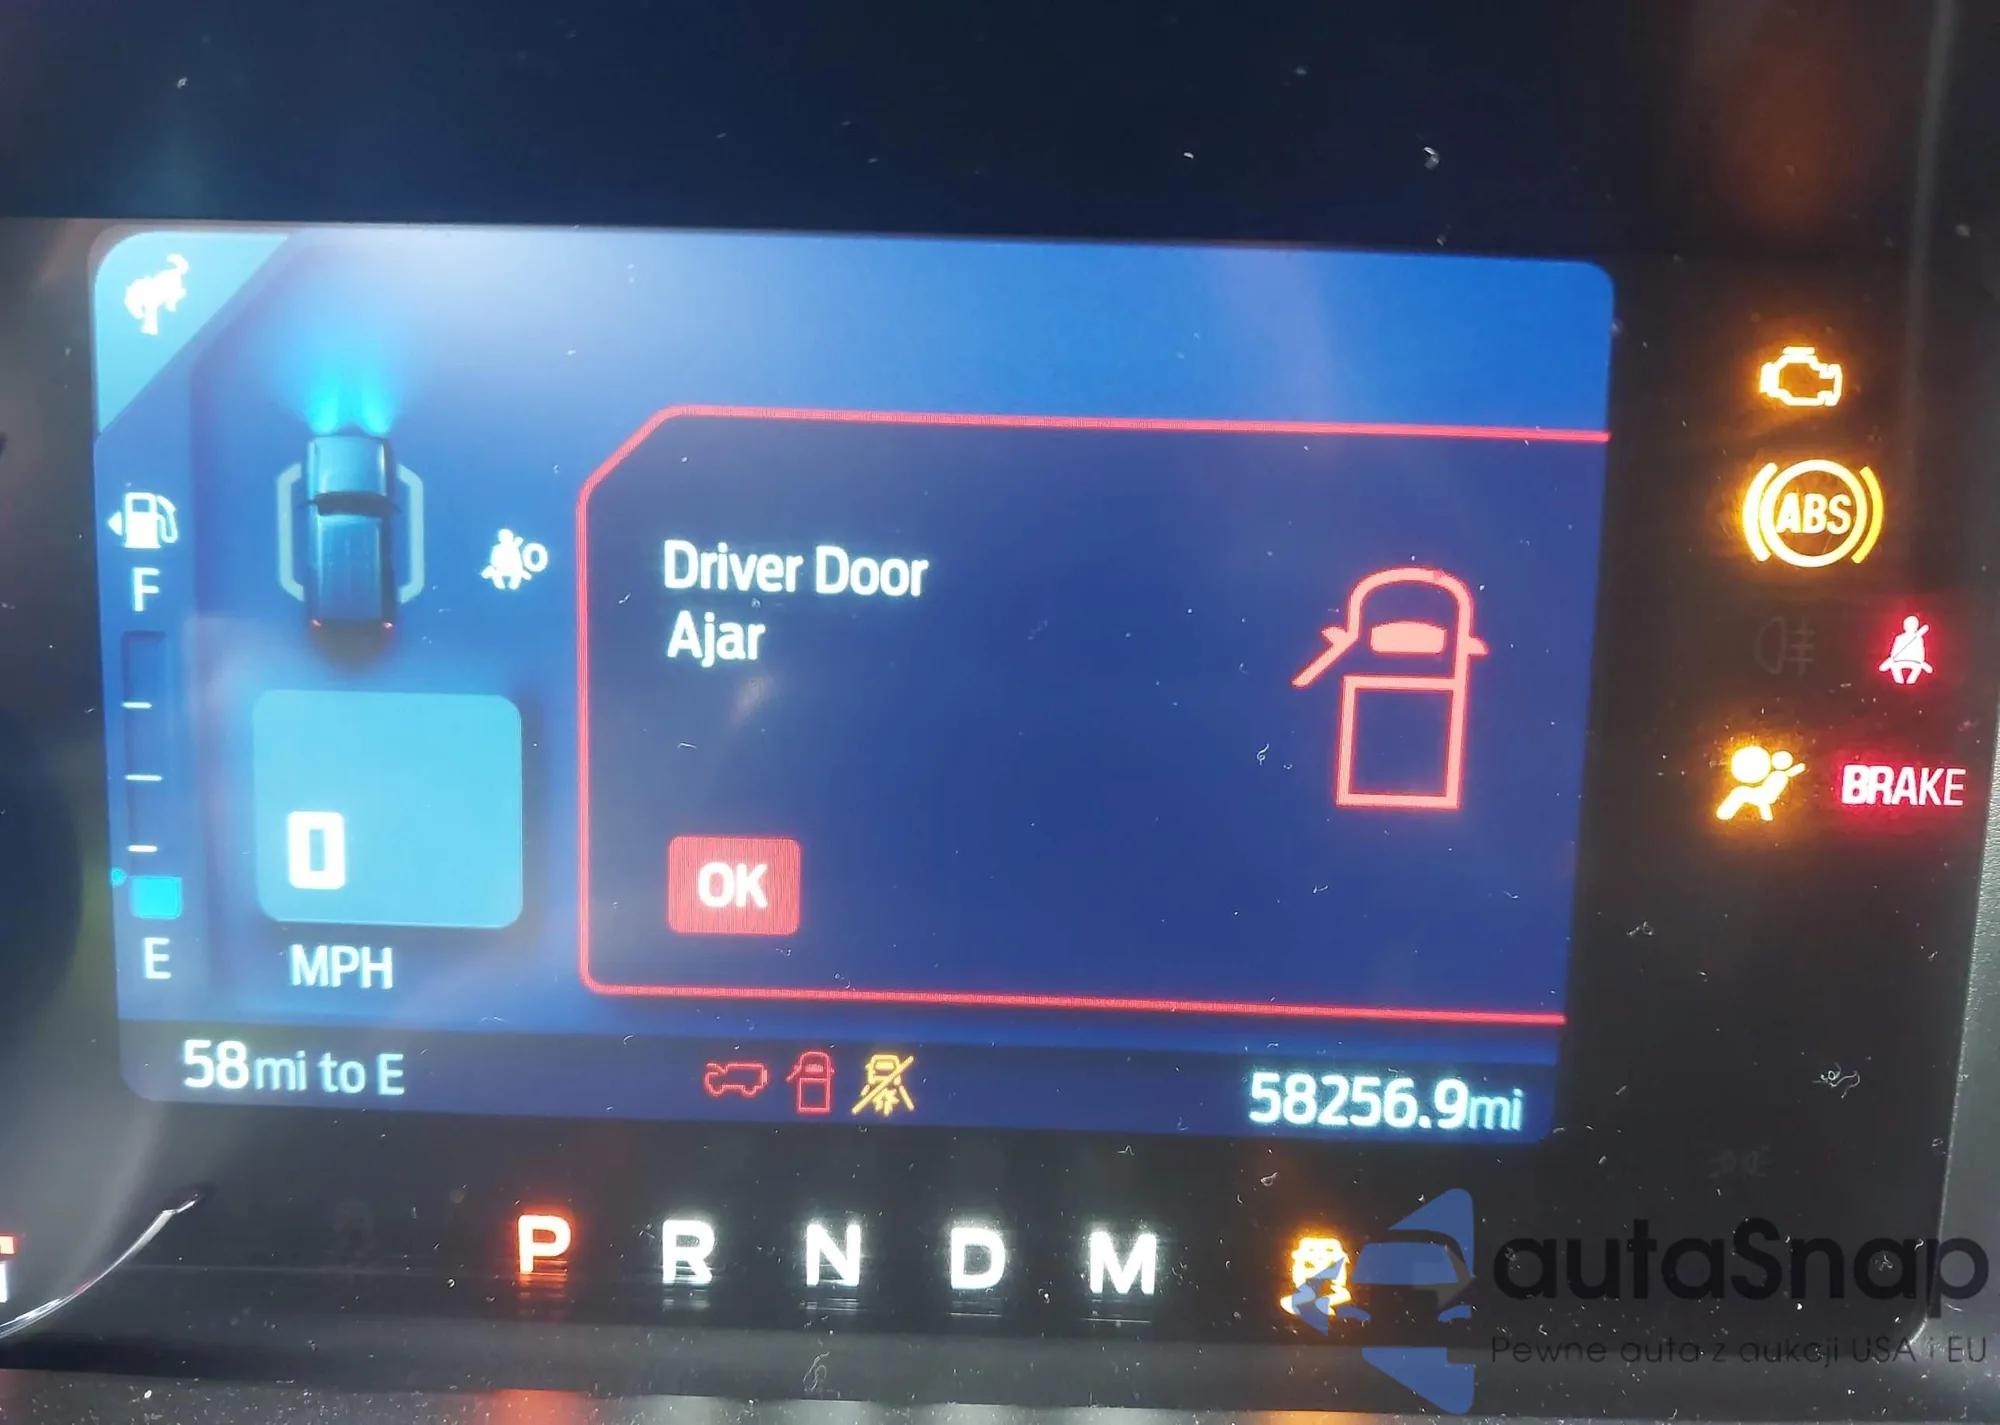 F
Driver Door
Ajar
ABS
BRAKE
0
OK
E
MPH
58mi to E
58256.9mi
P R N D M
autaSnap
Pewne auta z aukcji USA i EU